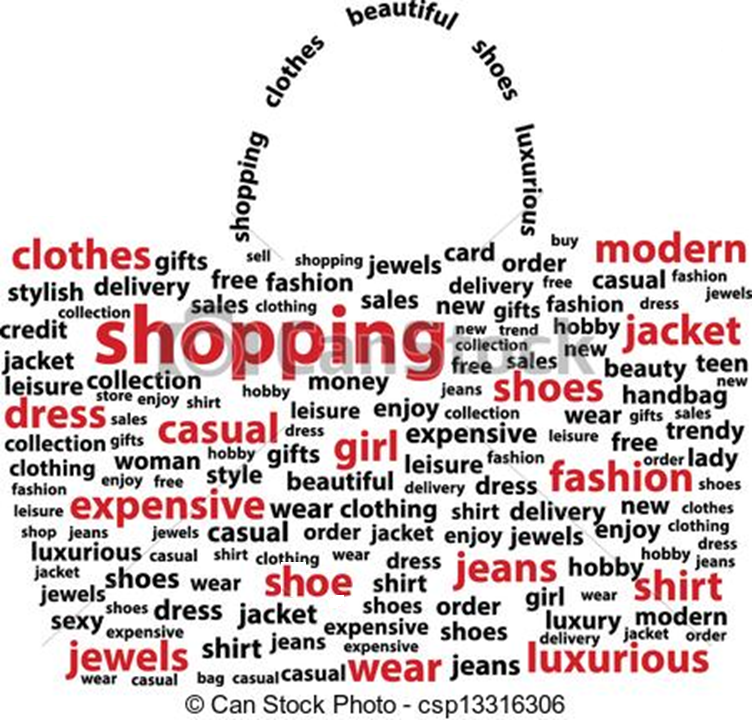 beautiful
clothes shoes
shopping luxurious
clothes gifts sell shopping jewels card order buy modern
stylish delivery free fashion delivery free casual fashion
collection sales clothing sales new gifts fashion dress jewels
credit shopping new trend hobby jacket
jacket collection free sales new beauty teen
leisure collection hobby money jeans shoes handbag new
store enjoy shirt
dress sales casual dress leisure enjoy collection wear gifts sales
collection gifts girl expensive leisure free trendy
clothing woman hobby gifts leisure fashion order lady
fashion enjoy free style beautiful delivery dress fashion shoes
leisure expensive wear clothing shirt delivery new clothes
shop jeans jewels casual order jacket enjoy jewels enjoy clothing
luxurious casual shirt clothing wear dress jeans hobby hobby dress jeans
jacket shoes wear shoe shirt shirt
jewels girl wear
sexy shoes dress jacket shoes order luxury modern
expensive shirt jeans expensive shoes delivery jacket order
jewels expensive wear jeans luxurious
wear casual bag casual casual
CanStock
© Can Stock Photo - csp13316306